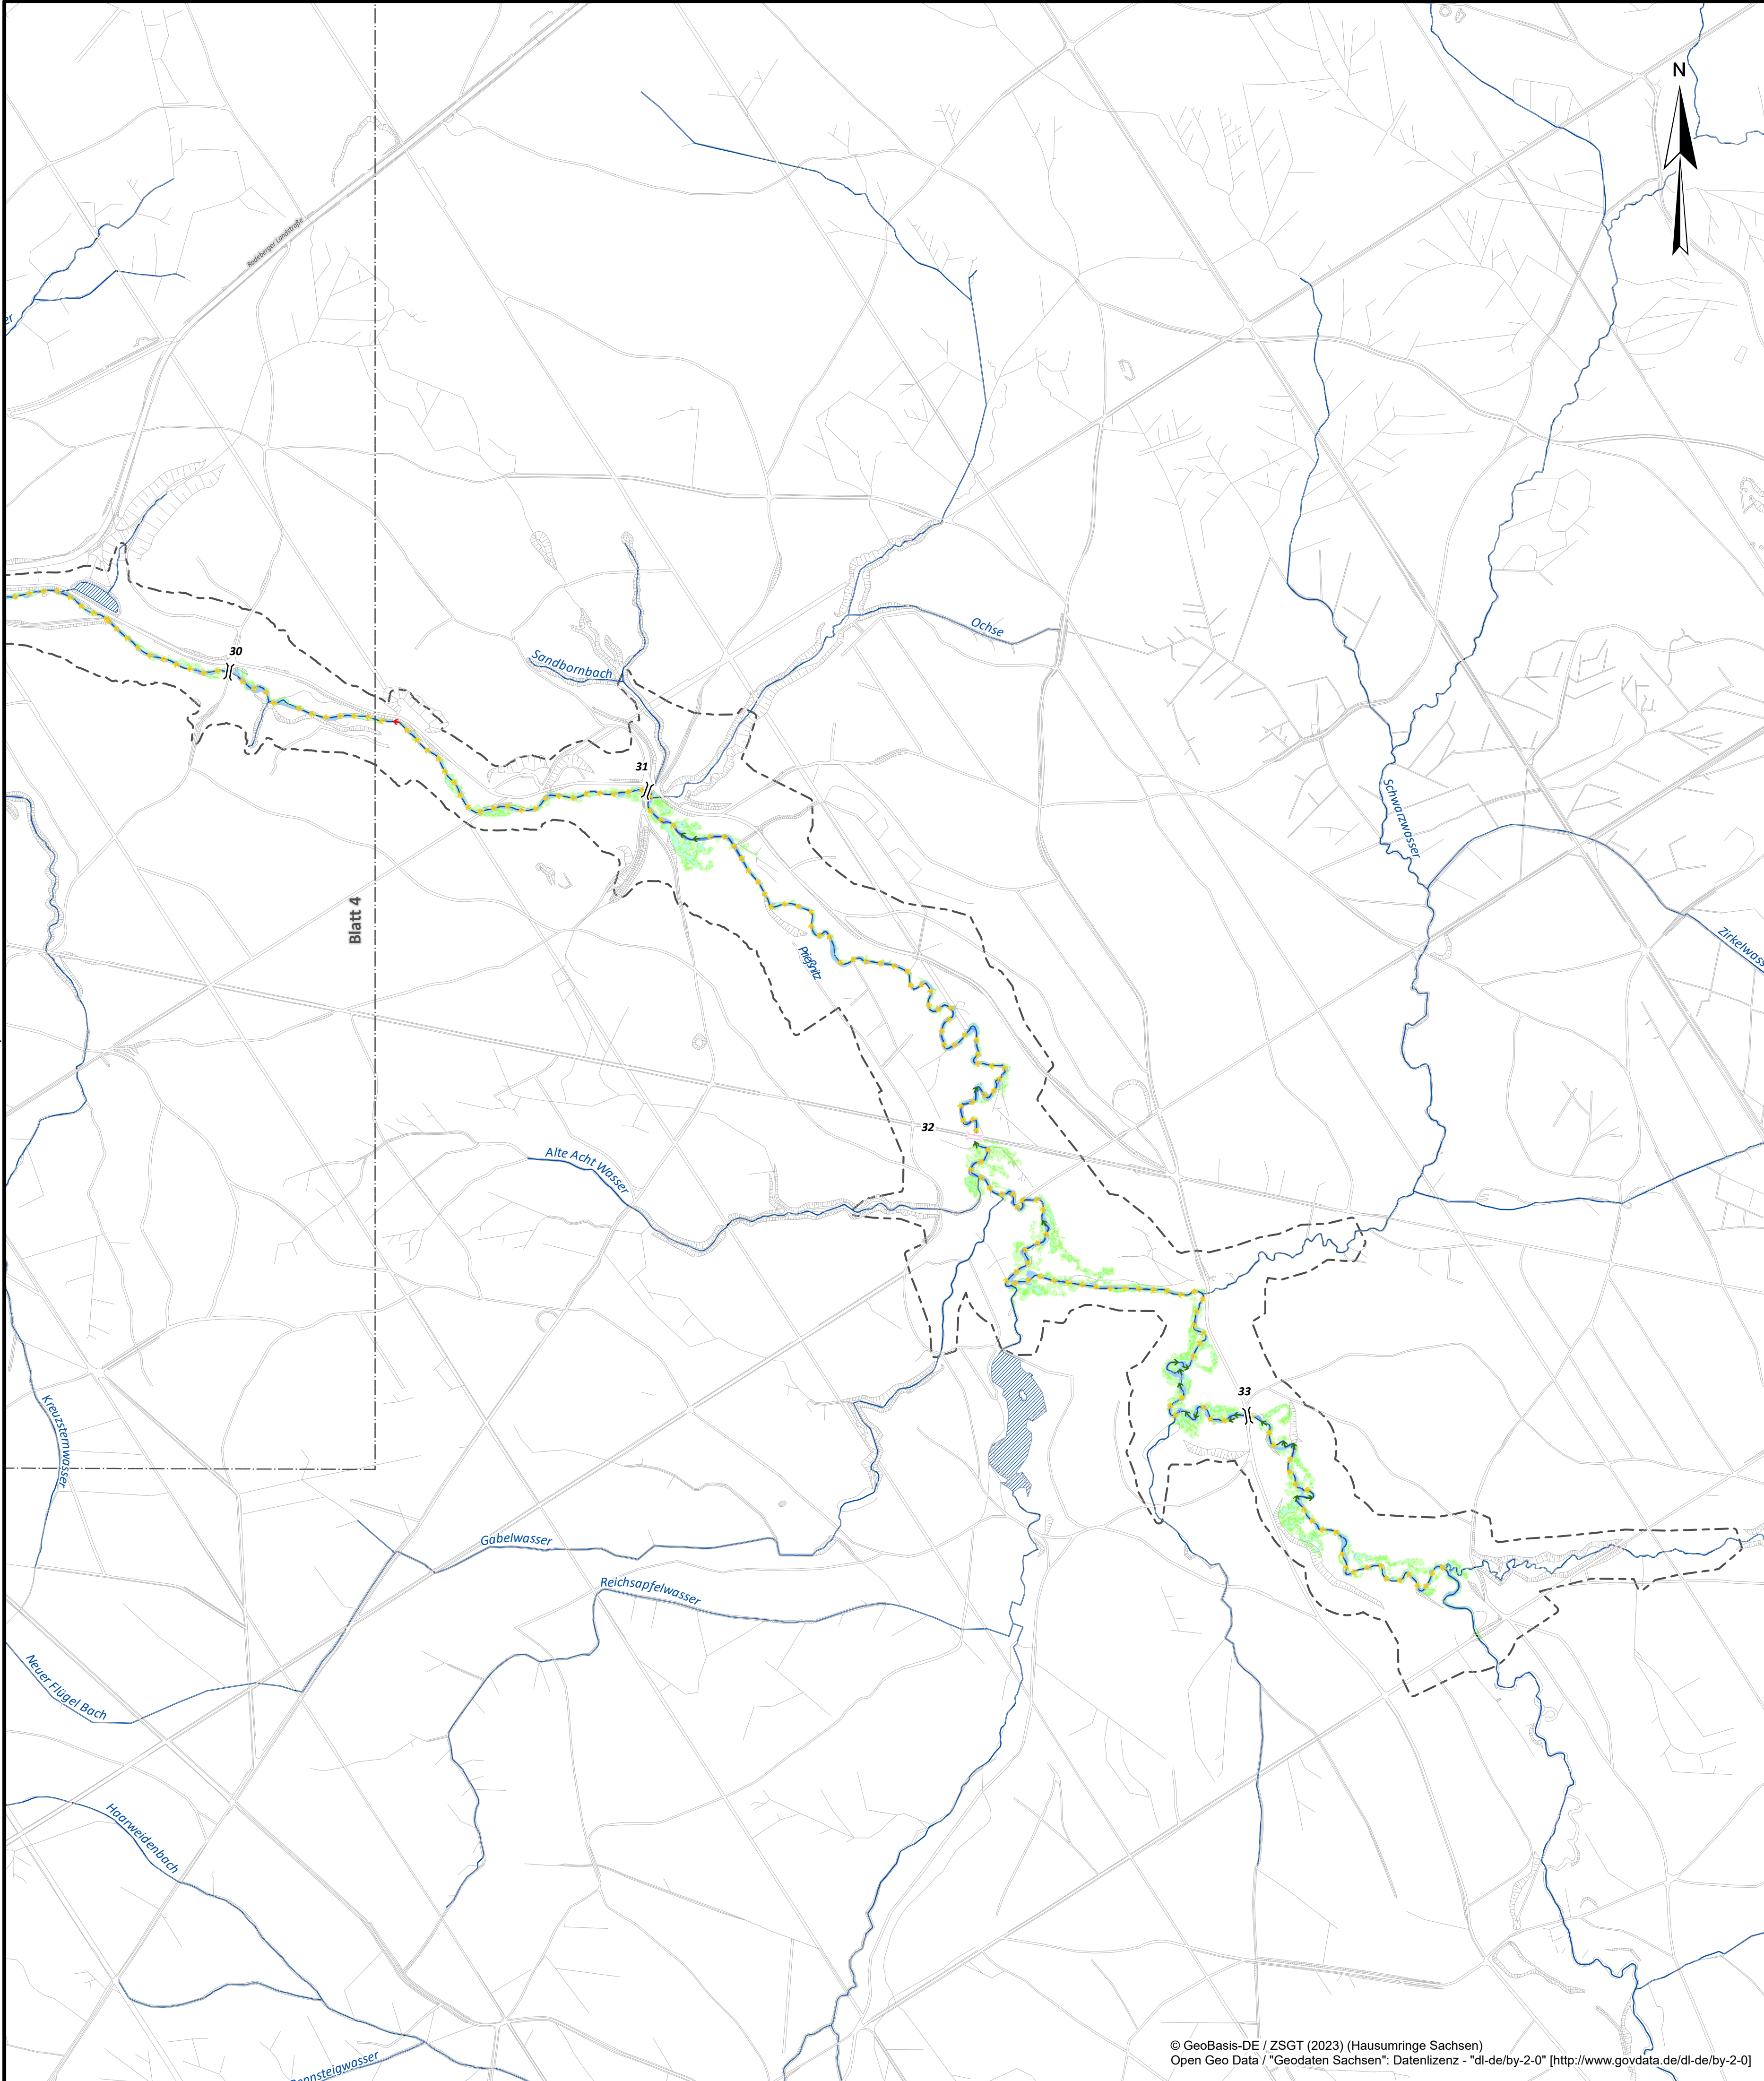 N
Radeberger Landstraße
30
Ochse
Sandbornbach
31
Schwarzwasser
Blatt 4
Prießnitz
32
Alte Acht Wasser
33
Kreuzsternwasser
Gabelwasser
Reichsapfelwasser
Neuer Flügel Bach
Haarweidenbach
© GeoBasis-DE / ZSGT (2023) (Hausumringe Sachsen)
Open Geo Data / "Geodaten Sachsen": Datenlizenz - "dl-de/by-2-0" [http://www.govdata.de/dl-de/by-2-0]